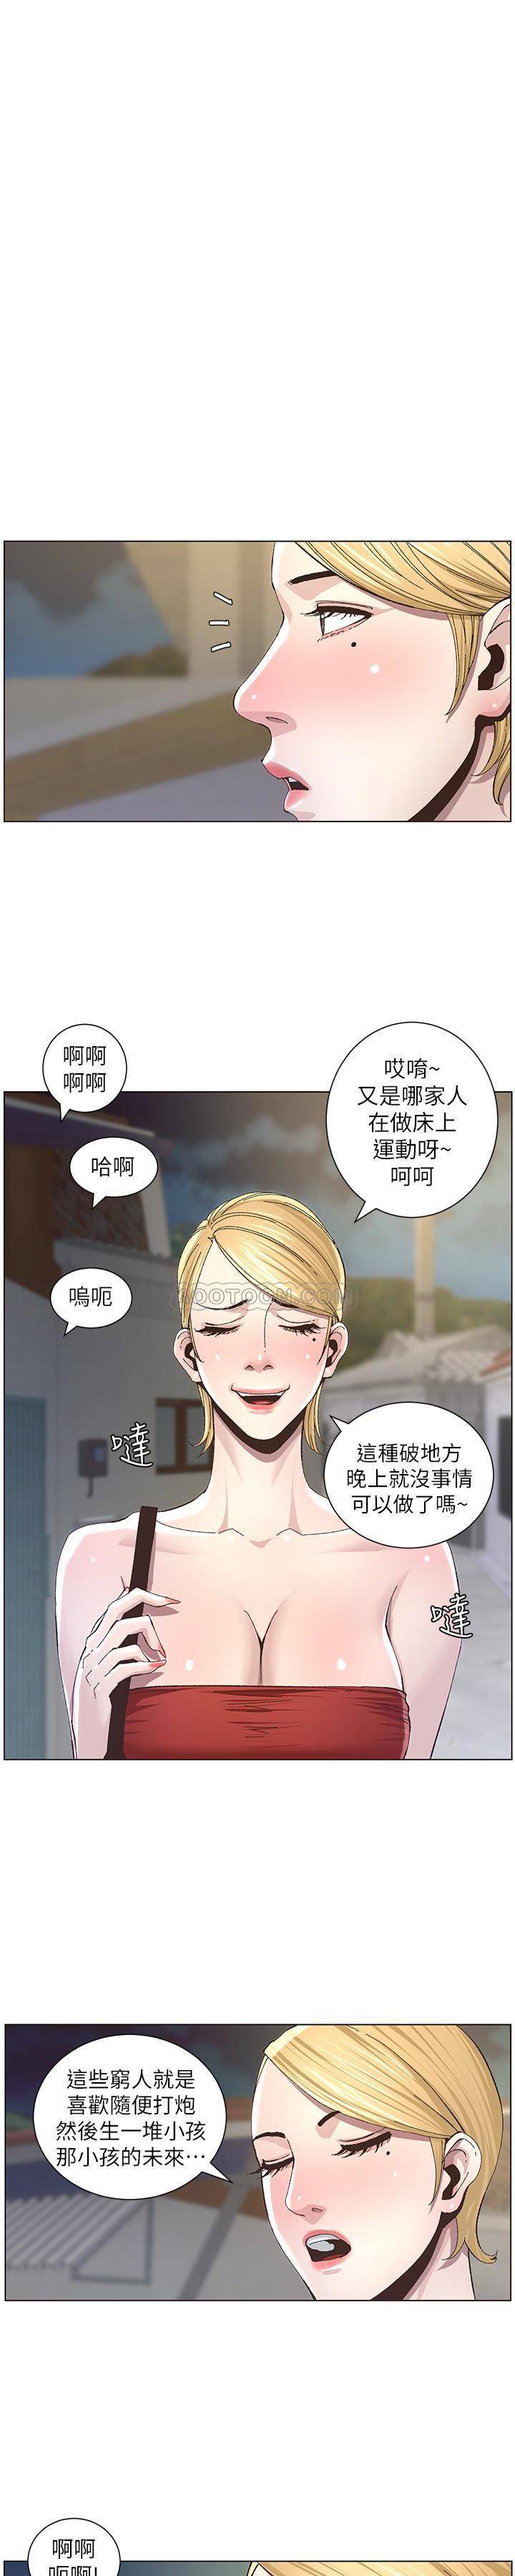 啊啊
啊啊
哎唷~
又是哪家人
在做床上
運動呀~
呵呵
哈啊
嗚呃
噠
這種破地方
晚上就沒事情
可以做了嗎~
噠
這些窮人就是
喜歡隨便打炮
然後生一堆小孩
那小孩的未來…
啊啊
呃啊!